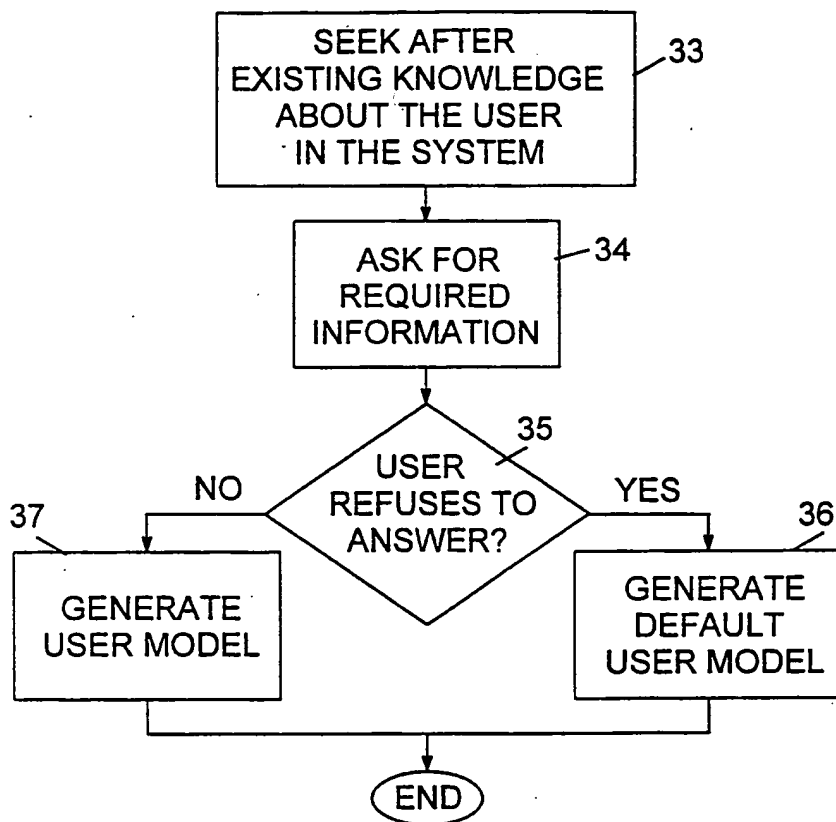 SEEK AFTER
EXISTING KNOWLEDGE
ABOUT THE USER
IN THE SYSTEM
33
ASK FOR
REQUIRED
INFORMATION
34
USER
REFUSES TO
ANSWER?
35
NO
YES
37
GENERATE
USER MODEL
36
GENERATE
DEFAULT
USER MODEL
END